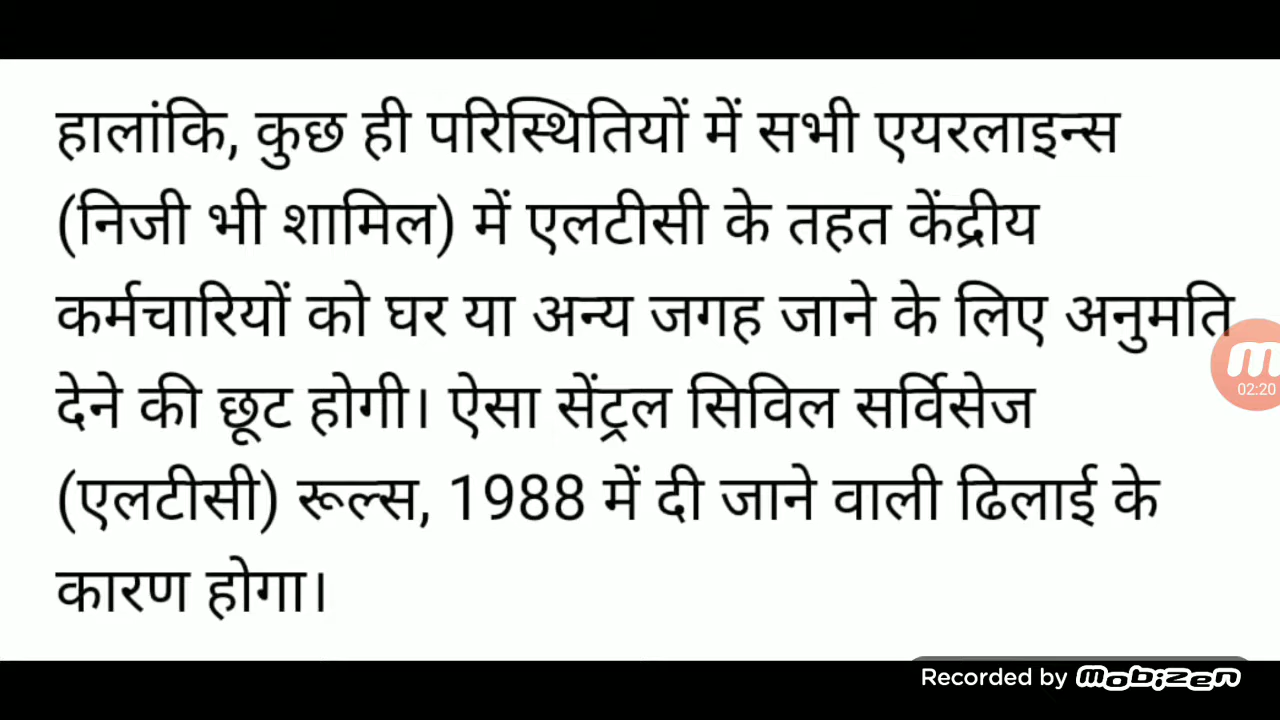 हालांकि, कुछ ही परिस्थितियों में सभी एयरलाइन्स
(निजी भी शामिल) में एलटीसी के तहत केंद्रीय
कर्मचारियों को घर या अन्य जगह जाने के लिए अनुमति
देने की छूट होगी। ऐसा सेंट्रल सिविल सर्विसेज
(एलटीसी) रूल्स, 1988 में दी जाने वाली ढिलाई के
कारण होगा।
02:20
Recorded by mobizen